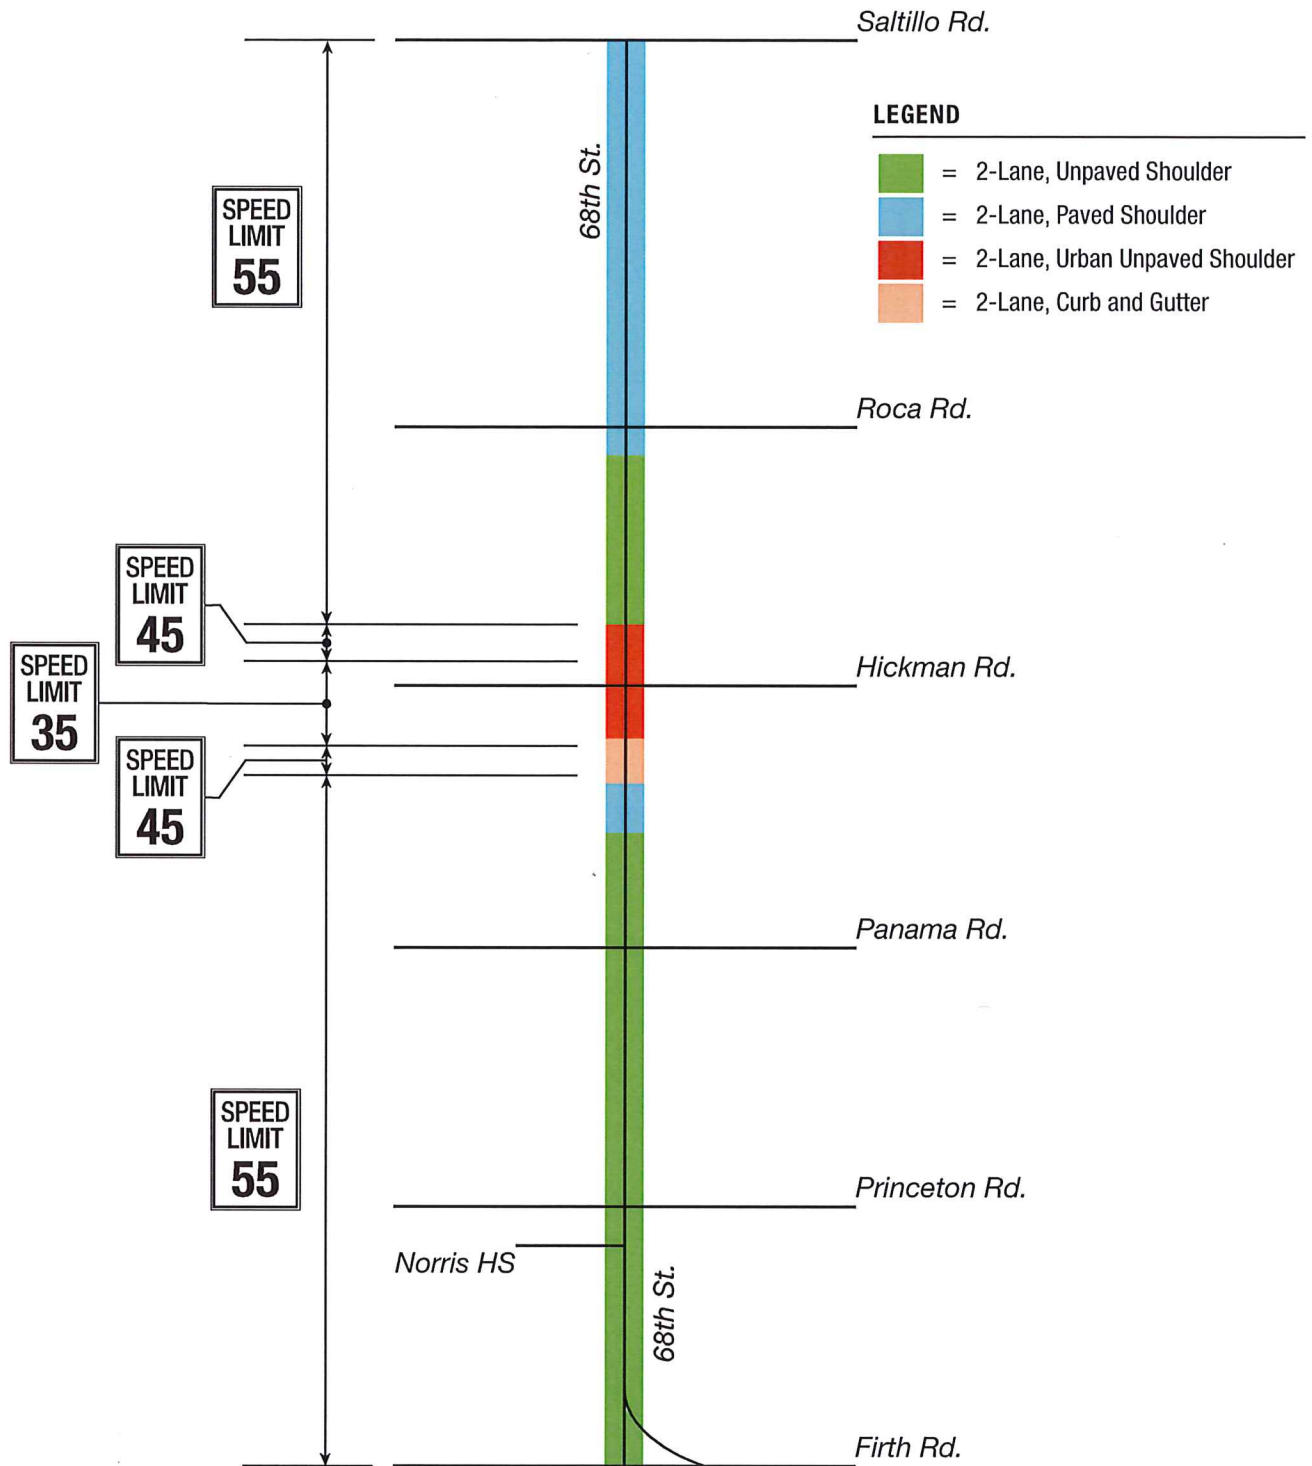 Saltillo Rd.
LEGEND
68th St.
= 2-Lane, Unpaved Shoulder
= 2-Lane, Paved Shoulder
= 2-Lane, Urban Unpaved Shoulder
= 2-Lane, Curb and Gutter
SPEED
LIMIT
55
Roca Rd.
SPEED
LIMIT
45
SPEED
LIMIT
35
Hickman Rd.
SPEED
LIMIT
45
Panama Rd.
SPEED
LIMIT
55
Princeton Rd.
Norris HS
68th St.
Firth Rd.